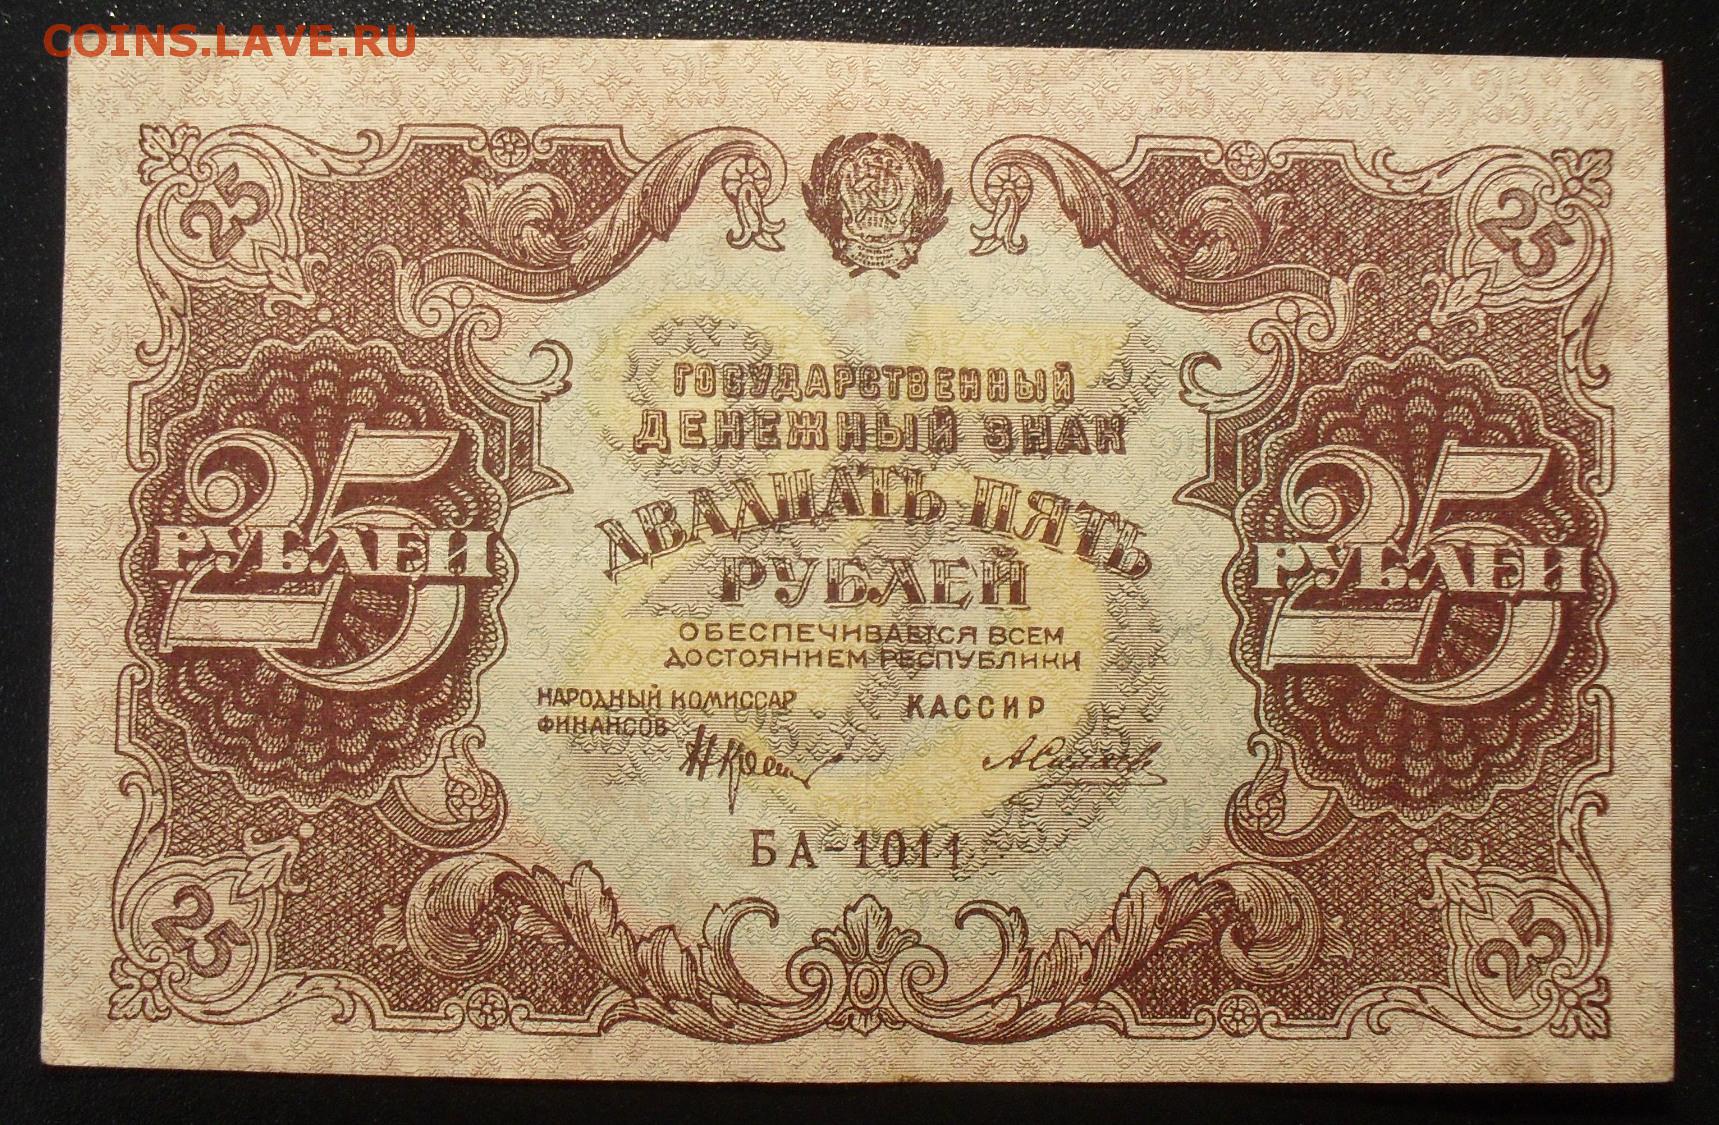 COINS.LAVE.RU
25
25
ГОСУДАРСТВЕННЫЙ
ДЕНЕЖНЫЙ ЗНАК
ДВАДЦАТЬ ПЯТЬ
РУБЛЕЙ
25
РУБЛЕЙ
25
РУБЛЕЙ
ОБЕСПЕЧИВАЕТСЯ ВСЕМ
ДОСТОЯНИЕМ РЕСПУБЛИКИ
НАРОДНЫЙ КОМИССАР
ФИНАНСОВ
КАССИР
БА-1011
25
25